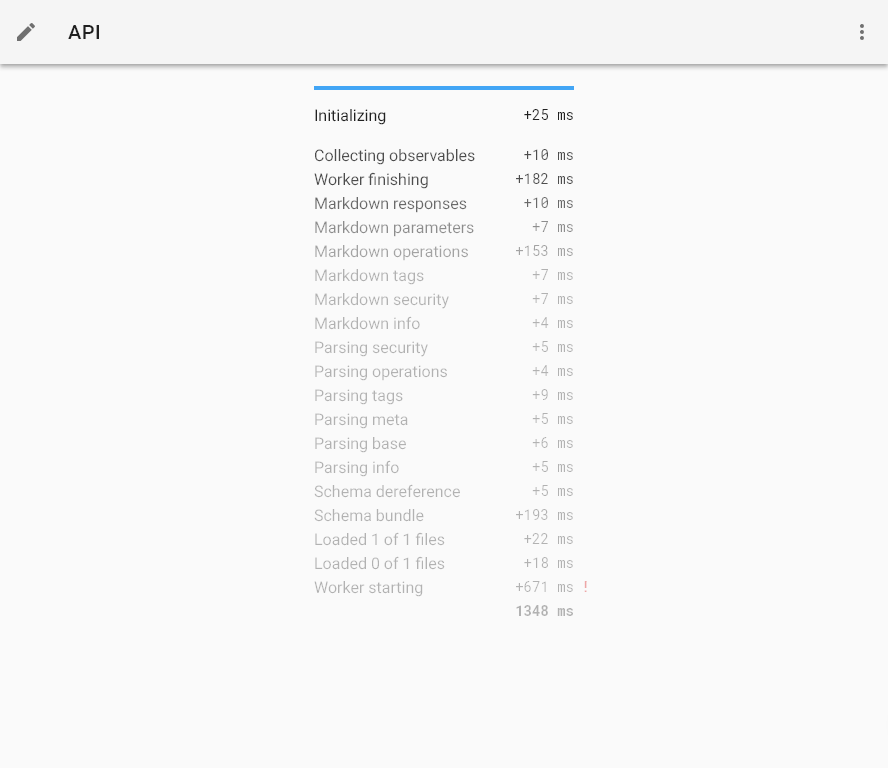 API
Initializing +25 ms
Collecting observables +10 ms
Worker finishing +182 ms
Markdown responses +10 ms
Markdown parameters +7 ms
Markdown operations +153 ms
Markdown tags +7 ms
Markdown security +7 ms
Markdown info +4 ms
Parsing security +5 ms
Parsing operations +4 ms
Parsing tags +9 ms
Parsing meta +5 ms
Parsing base +6 ms
Parsing info +5 ms
Schema dereference +5 ms
Schema bundle +193 ms
Loaded 1 of 1 files +22 ms
Loaded 0 of 1 files +18 ms
Worker starting +671 ms !
1348 ms